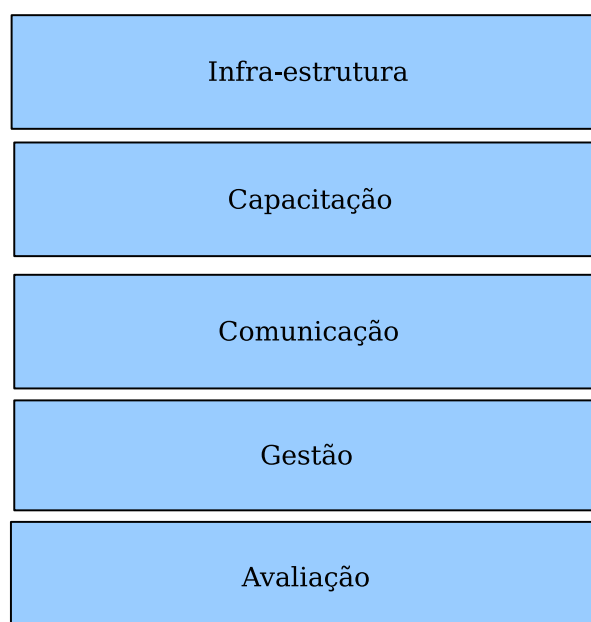 Infra-estrutura
Capacitação
Comunicação
Gestão
Avaliação